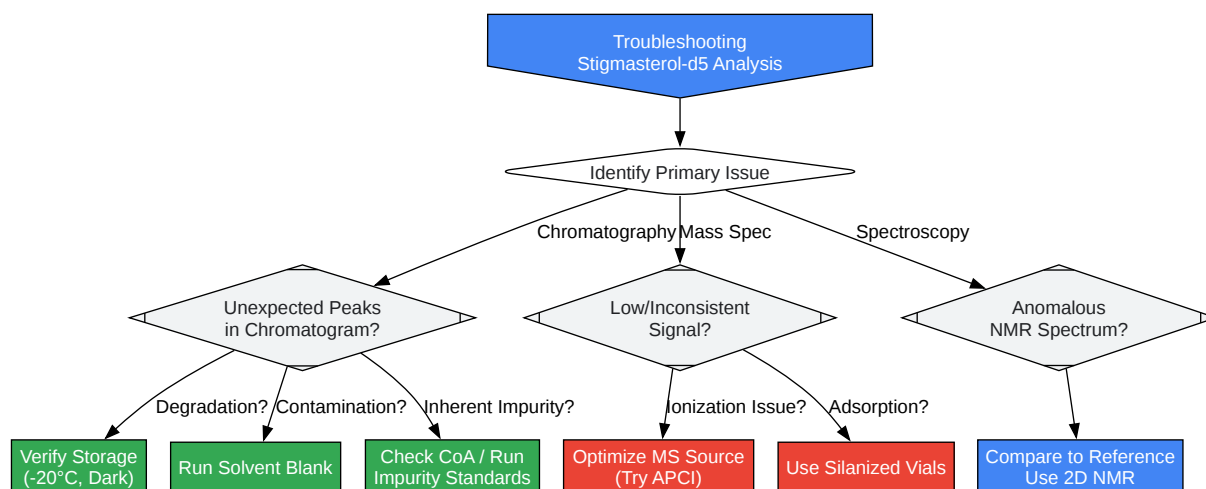 Troubleshooting
Stigmasterol-d5 Analysis
Identify Primary Issue
Chromatography
Mass Spec
Spectroscopy
Unexpected Peaks
in Chromatogram?
Low/Inconsistent
Signal?
Anomalous
NMR Spectrum?
Degradation?
Contamination?
Inherent Impurity?
Ionization Issue?
Adsorption?
Verify Storage
(-20°C, Dark)
Run Solvent Blank
Check CoA / Run
Impurity Standards
Optimize MS Source
(Try APCI)
Use Silanized Vials
Compare to Reference
Use 2D NMR